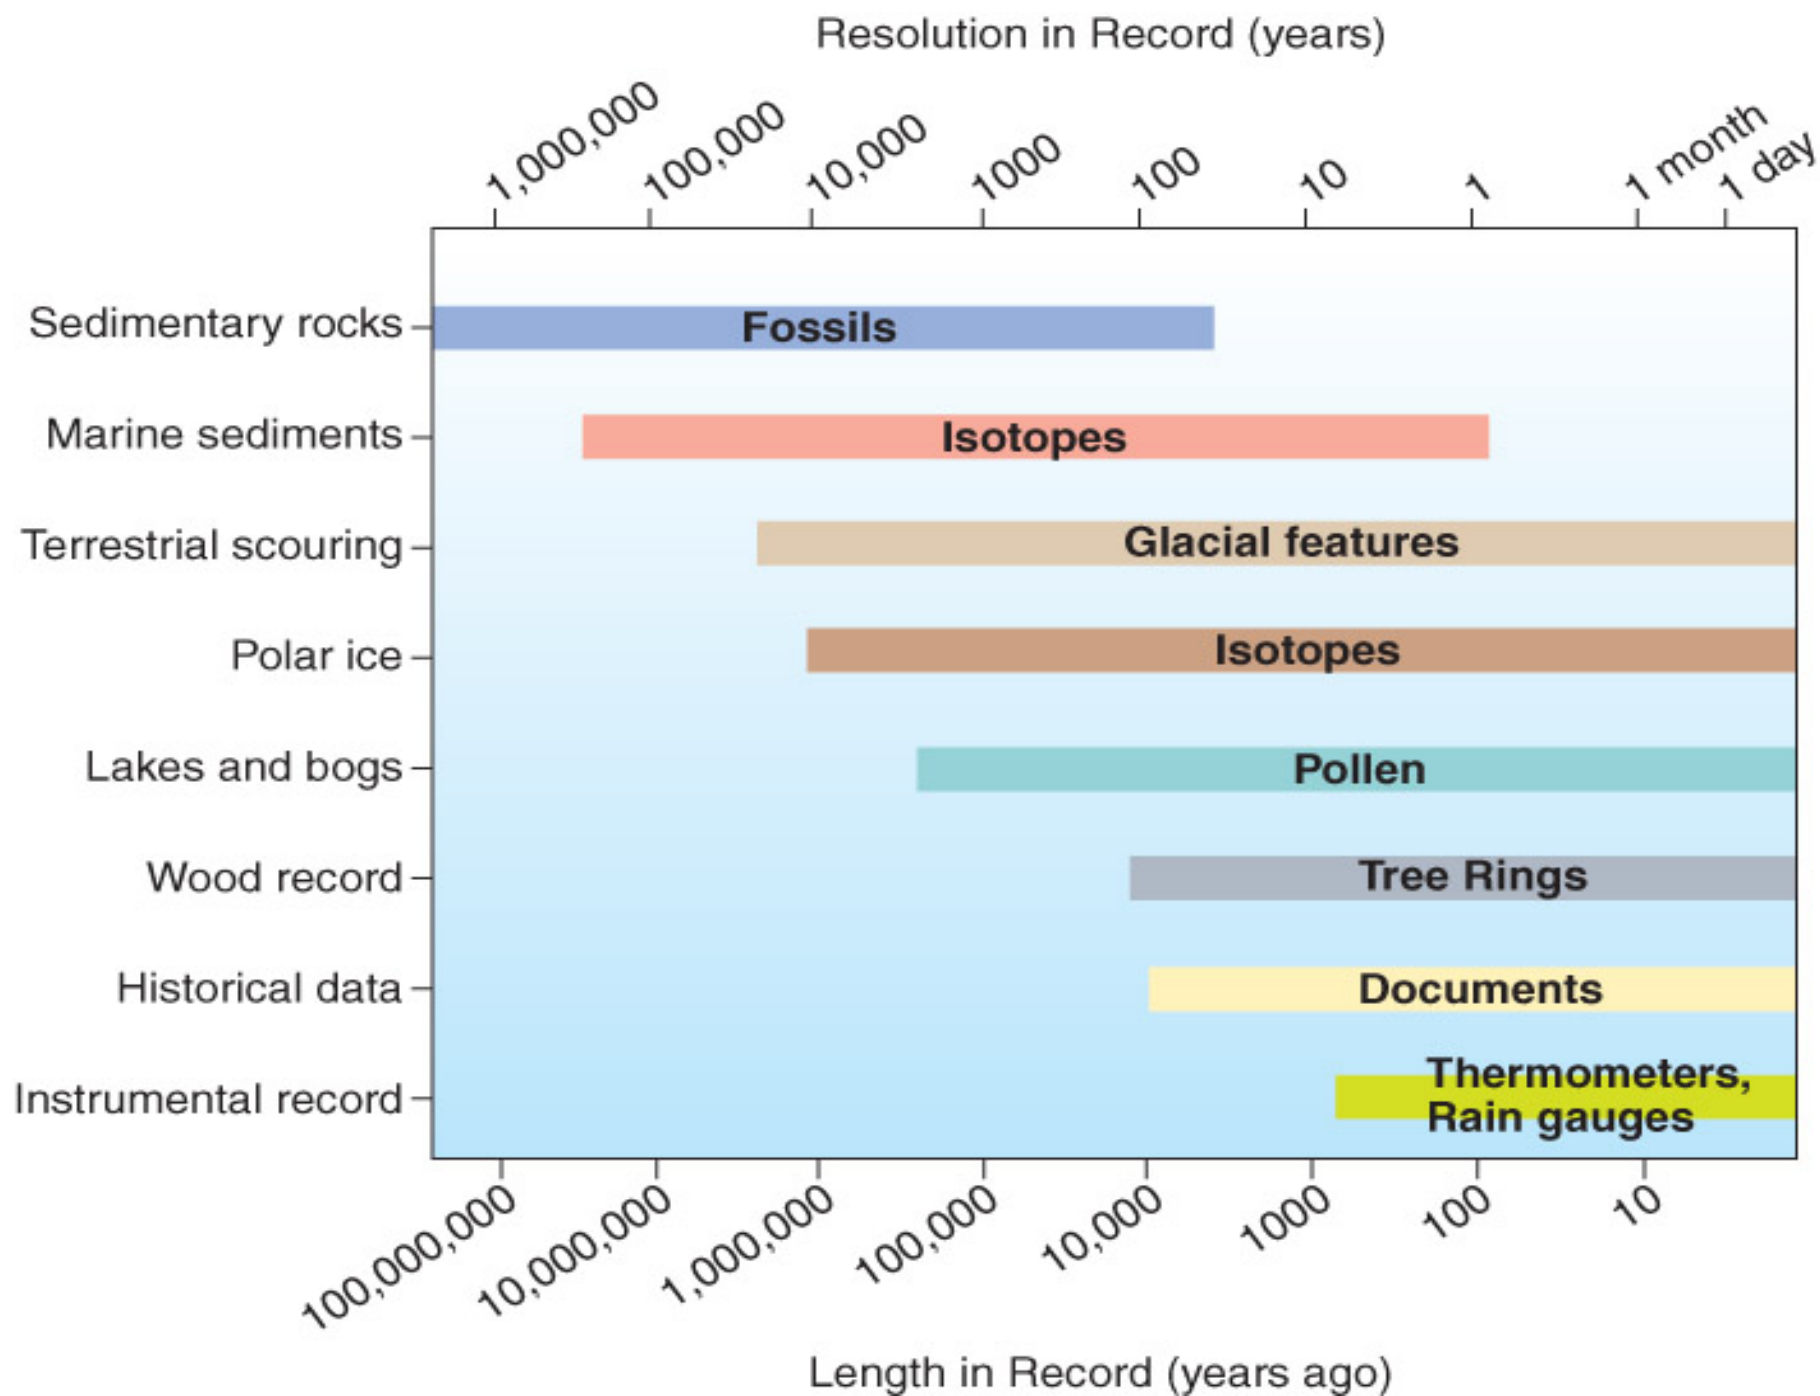 Resolution in Record (years)
1,000,000
100,000
10,000
1000
100
10
1
1 month
1 day
Sedimentary rocks
Fossils
Marine sediments
Isotopes
Terrestrial scouring
Glacial features
Polar ice
Isotopes
Lakes and bogs
Pollen
Wood record
Tree Rings
Historical data
Documents
Instrumental record
Thermometers,
Rain gauges
100,000,000
10,000,000
1,000,000
100,000
10,000
1000
100
10
Length in Record (years ago)